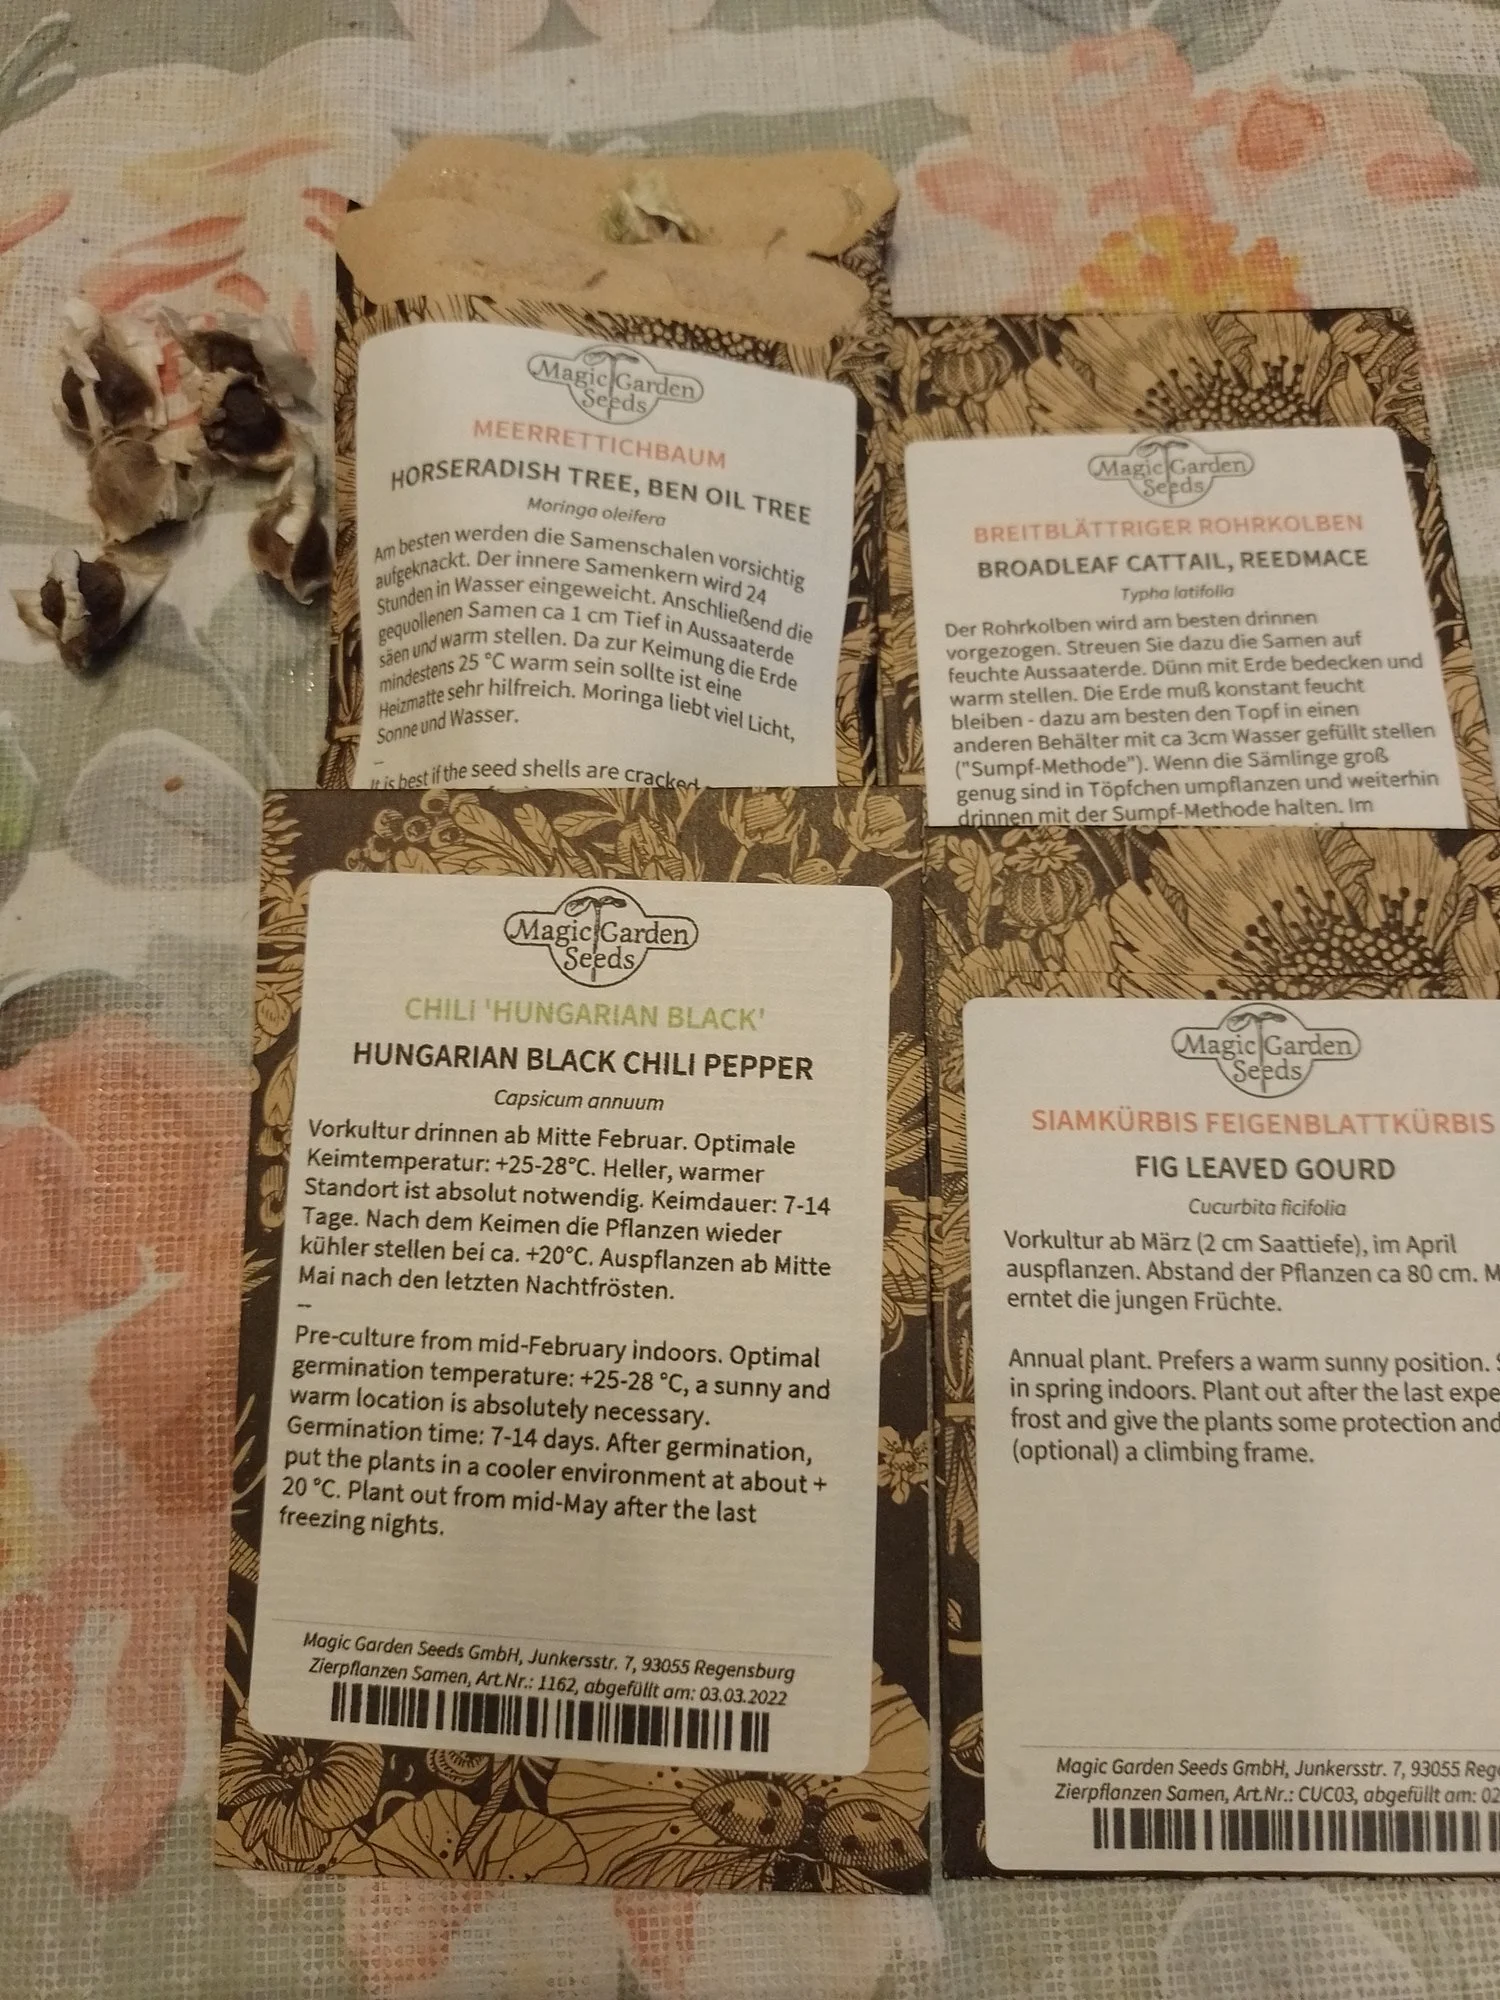 Magic Garden
Seeds
MEERRETTICHBAUM
HORSERADISH TREE, BEN OIL TREE
Moringa oleifera
Am besten werden die Samenschalen vorsichtig
aufgeknackt. Der innere Samenkern wird 24
Stunden in Wasser eingeweicht. Anschließend die
gequollenen Samen ca 1 cm Tief in Aussaaterde
säen und warm stellen. Da zur Keimung die Erde
mindestens 25 °C warm sein sollte ist eine
Heizmatte sehr hilfreich. Moringa liebt viel Licht,
Sonne und Wasser.
–
It is best if the seed shells are cracked
Magic Garden
Seeds
BREITBLÄTTRIGER ROHRKOLBEN
BROADLEAF CATTAIL, REEDMACE
Typha latifolia
Der Rohrkolben wird am besten drinnen
vorgezogen. Streuen Sie dazu die Samen auf
feuchte Aussaaterde. Dünn mit Erde bedecken und
warm stellen. Die Erde muß konstant feucht
bleiben - dazu am besten den Topf in einen
anderen Behälter mit ca 3cm Wasser gefüllt stellen
("Sumpf-Methode"). Wenn die Sämlinge groß
genug sind in Töpfchen umpflanzen und weiterhin
drinnen mit der Sumpf-Methode halten. Im
Magic Garden
Seeds
CHILI 'HUNGARIAN BLACK'
HUNGARIAN BLACK CHILI PEPPER
Capsicum annuum
Vorkultur drinnen ab Mitte Februar. Optimale
Keimtemperatur: +25-28°C. Heller, warmer
Standort ist absolut notwendig. Keimdauer: 7-14
Tage. Nach dem Keimen die Pflanzen wieder
kühler stellen bei ca. +20°C. Auspflanzen ab Mitte
Mai nach den letzten Nachtfrösten.
–
Pre-culture from mid-February indoors. Optimal
germination temperature: +25-28 °C, a sunny and
warm location is absolutely necessary.
Germination time: 7-14 days. After germination,
put the plants in a cooler environment at about +
20 °C. Plant out from mid-May after the last
freezing nights.
Magic Garden Seeds GmbH, Junkersstr. 7, 93055 Regensburg
Zierpflanzen Samen, Art.Nr.: 1162, abgefüllt am: 03.03.2022
Magic Garden
Seeds
SIAMKÜRBIS FEIGENBLATTKÜRBIS
FIG LEAVED GOURD
Cucurbita ficifolia
Vorkultur ab März (2 cm Saattiefe), im April
auspflanzen. Abstand der Pflanzen ca 80 cm. M
erntet die jungen Früchte.
Annual plant. Prefers a warm sunny position. S
in spring indoors. Plant out after the last expe
frost and give the plants some protection and
(optional) a climbing frame.
Magic Garden Seeds GmbH, Junkersstr. 7, 93055 Rege
Zierpflanzen Samen, Art.Nr.: CUC03, abgefüllt am: 02